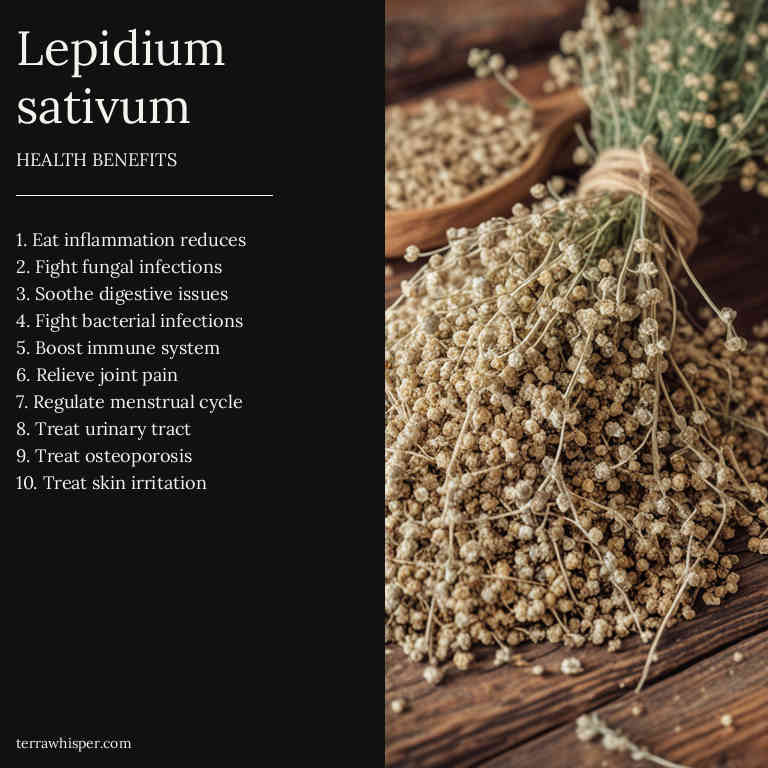 Lepidium
sativum
HEALTH BENEFITS
1. Eat inflammation reduces
2. Fight fungal infections
3. Soothe digestive issues
4. Fight bacterial infections
5. Boost immune system
6. Relieve joint pain
7. Regulate menstrual cycle
8. Treat urinary tract
9. Treat osteoporosis
10. Treat skin irritation
terrawhisper.com